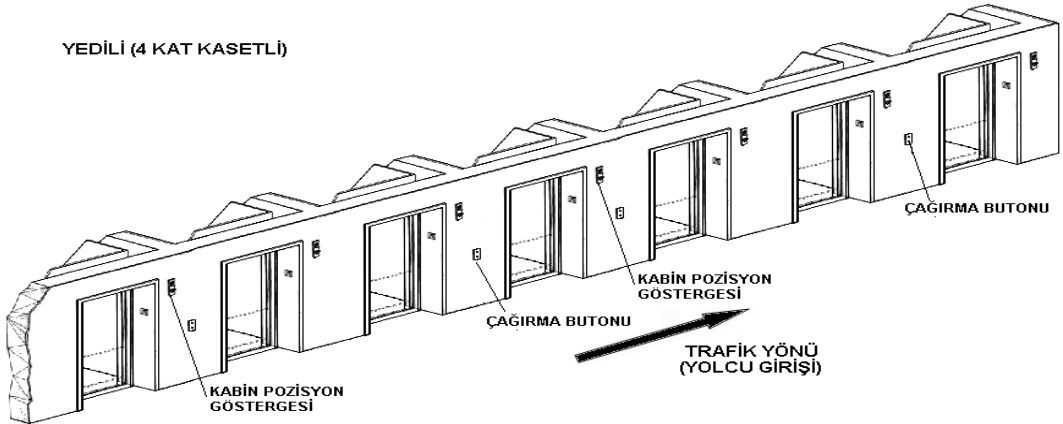 YEDİLİ (4 KAT KASETLİ)
ÇAĞIRMA BUTONU
KABİN POZİSYON
GÖSTERGESİ
ÇAĞIRMA BUTONU
TRAFİK YÖNÜ
(YOLCU GİRİŞİ)
KABİN POZİSYON
GÖSTERGESİ